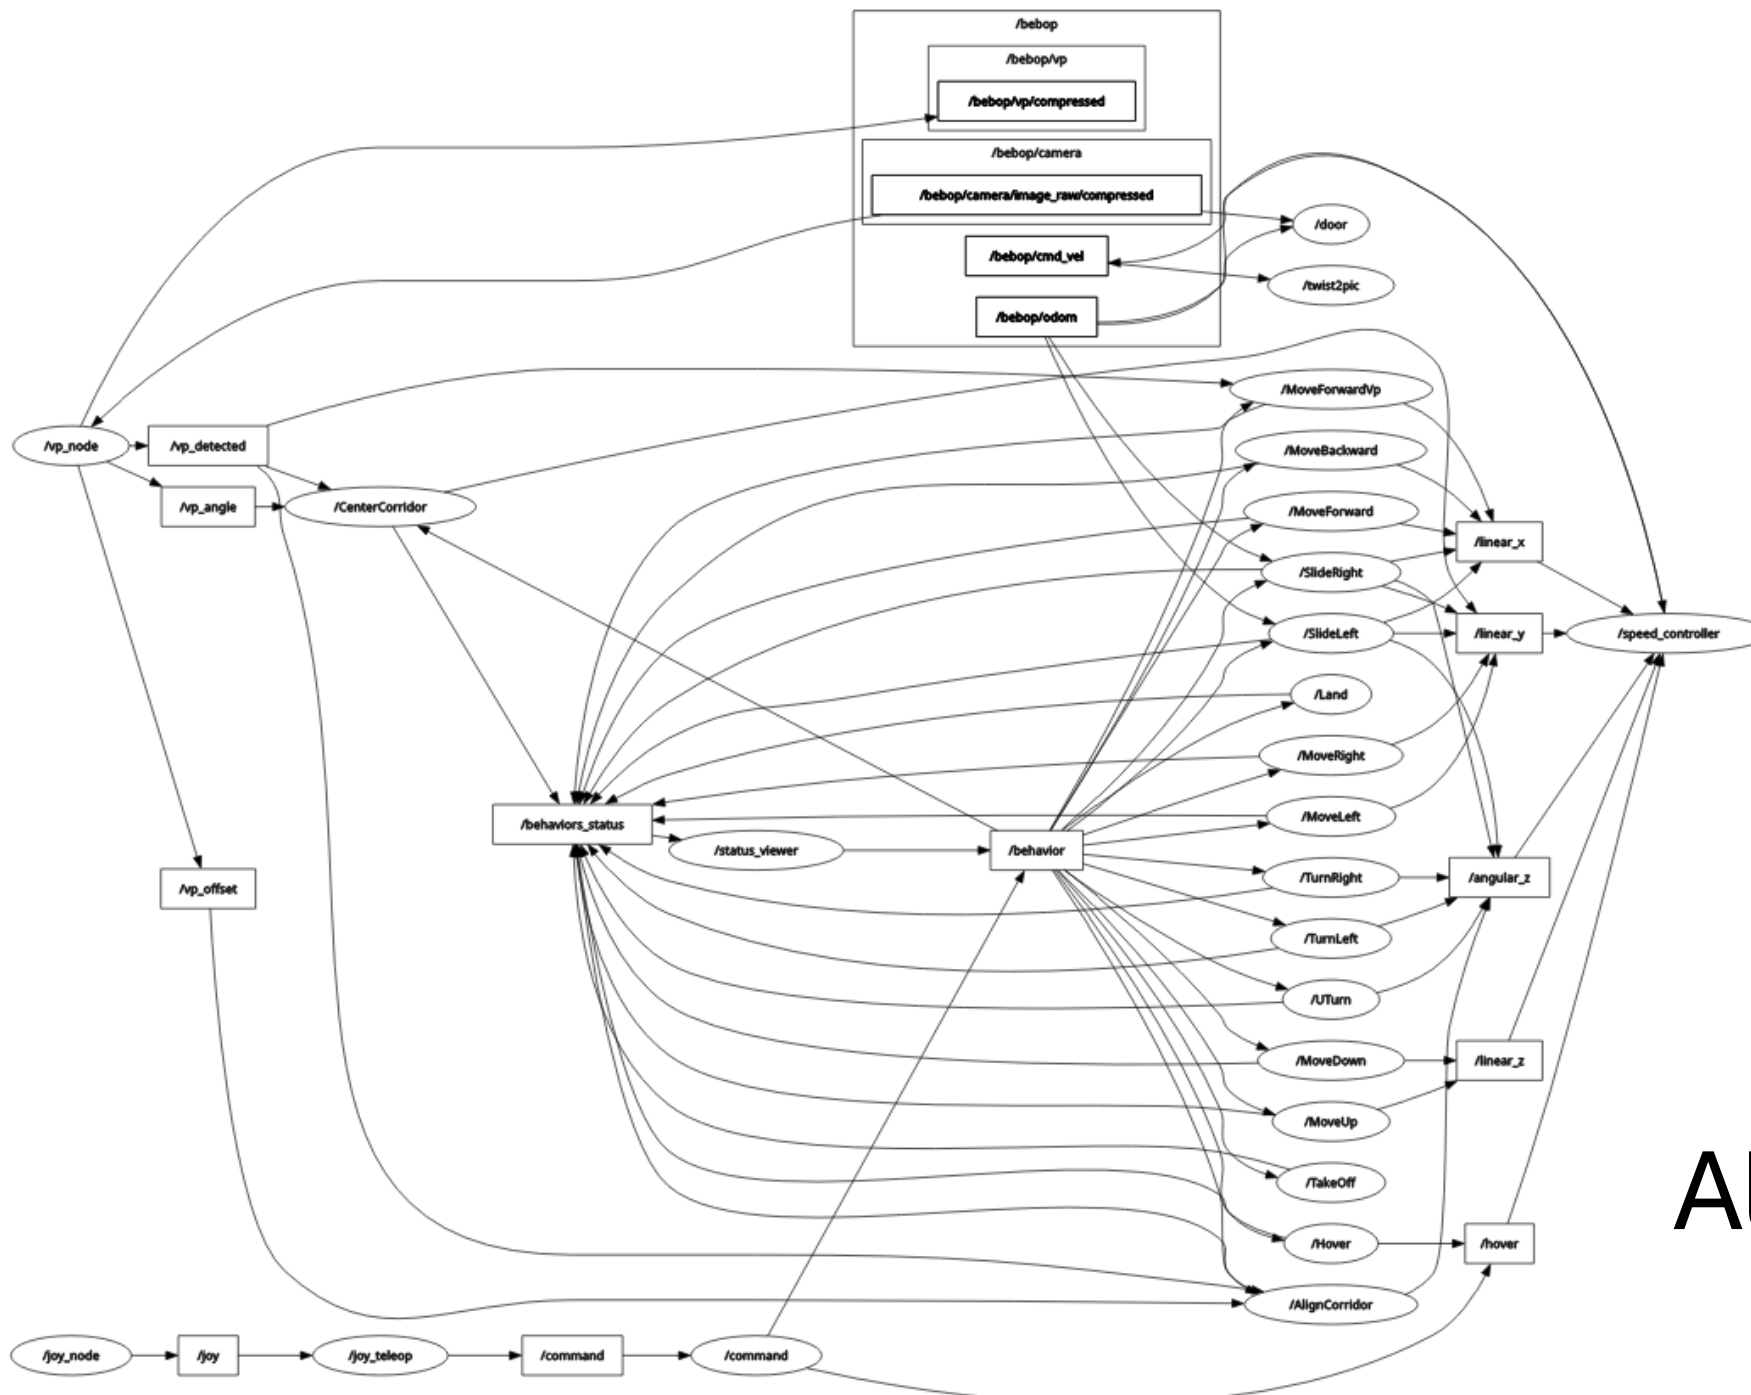 /bebop
/bebop/vp
/bebop/vp/compressed
/bebop/camera
/bebop/camera/image_raw/compressed
/bebop/cmd_vel
/bebop/odom
/door
/twist2pic
/vp_node
/vp_detected
/vp_angle
/CenterCorridor
/MoveForwardVp
/MoveBackward
/MoveForward
/SlideRight
/SlideLeft
/Land
/MoveRight
/MoveLeft
/TurnRight
/TurnLeft
/UTurn
/MoveDown
/MoveUp
/TakeOff
/Hover
/AlignCorridor
/linear_x
/linear_y
/speed_controller
/angular_z
/linear_z
/hover
/behaviors_status
/status_viewer
/behavior
/vp_offset
/joy_node
/joy
/joy_teleop
/command
/command